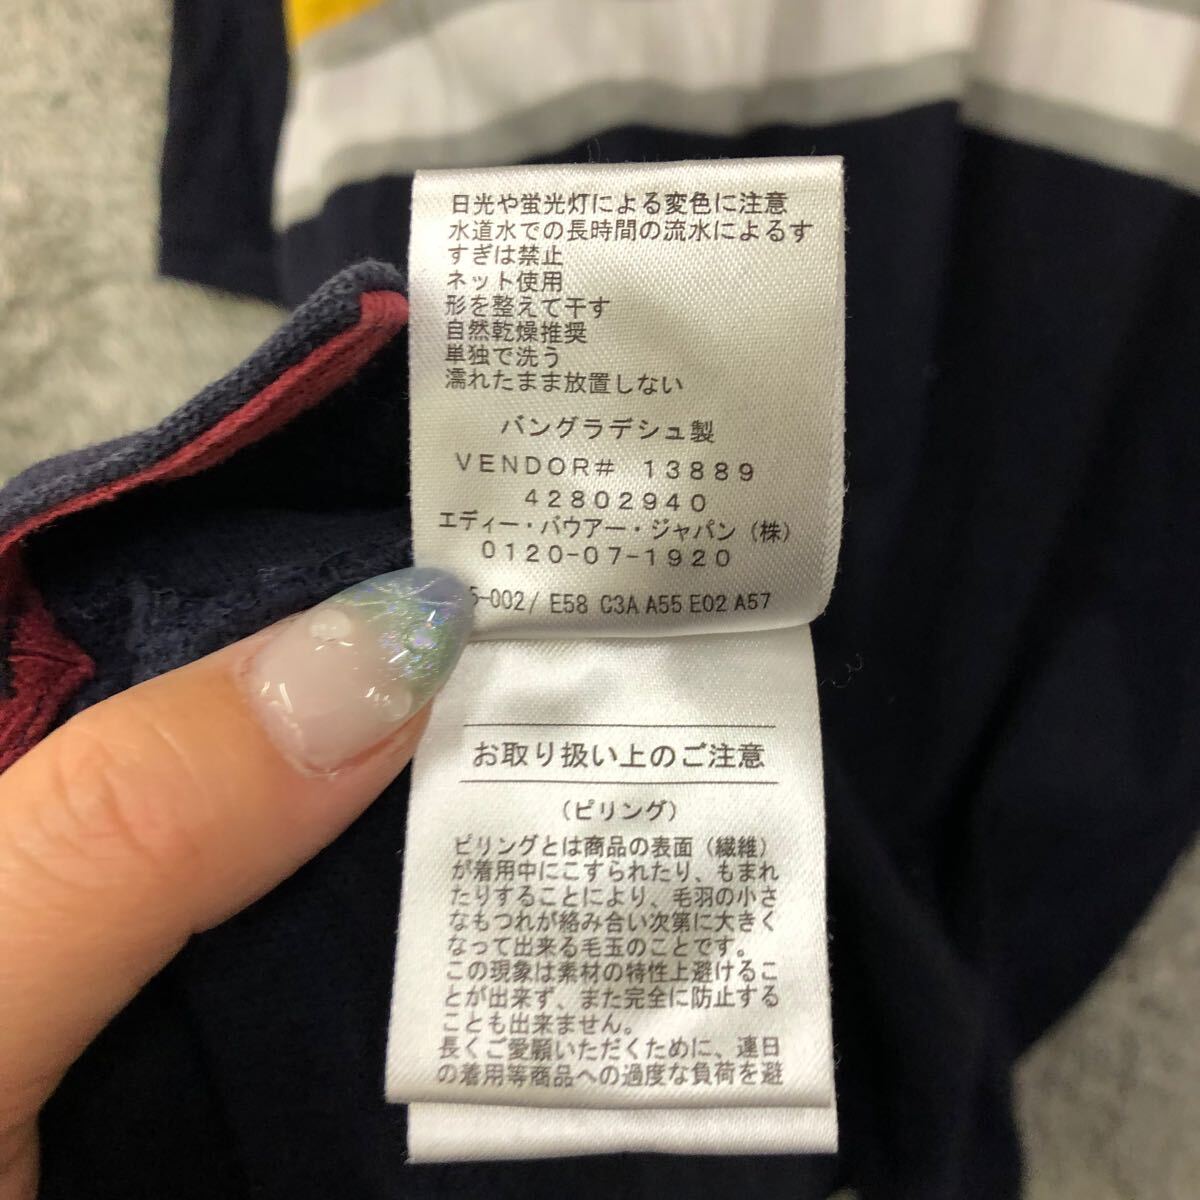 日光や蛍光灯による変色に注意
水道水での長時間の流水によるす
すぎは禁止
ネット使用
形を整えて干す
自然乾燥推奨
単独で洗う
濡れたまま放置しない
バングラデシュ製
VENDOR# 13889
42802940
エディー・バウアー・ジャパン(株)
0120-07-1920
5-002/ E58 C3A A55 E02 A57
お取り扱い上のご注意
(ピリング)
ピリングとは商品の表面(繊維)
が着用中にこすられたり、もまれ
たりすることにより、毛羽の小さ
なもつれが絡み合い次第に大きく
なって出来る毛玉のことです。
この現象は素材の特性上避けるこ
とが出来ず、また完全に防止する
ことも出来ません。
長くご愛顧いただくために、連日
の着用等商品への過度な負荷を避